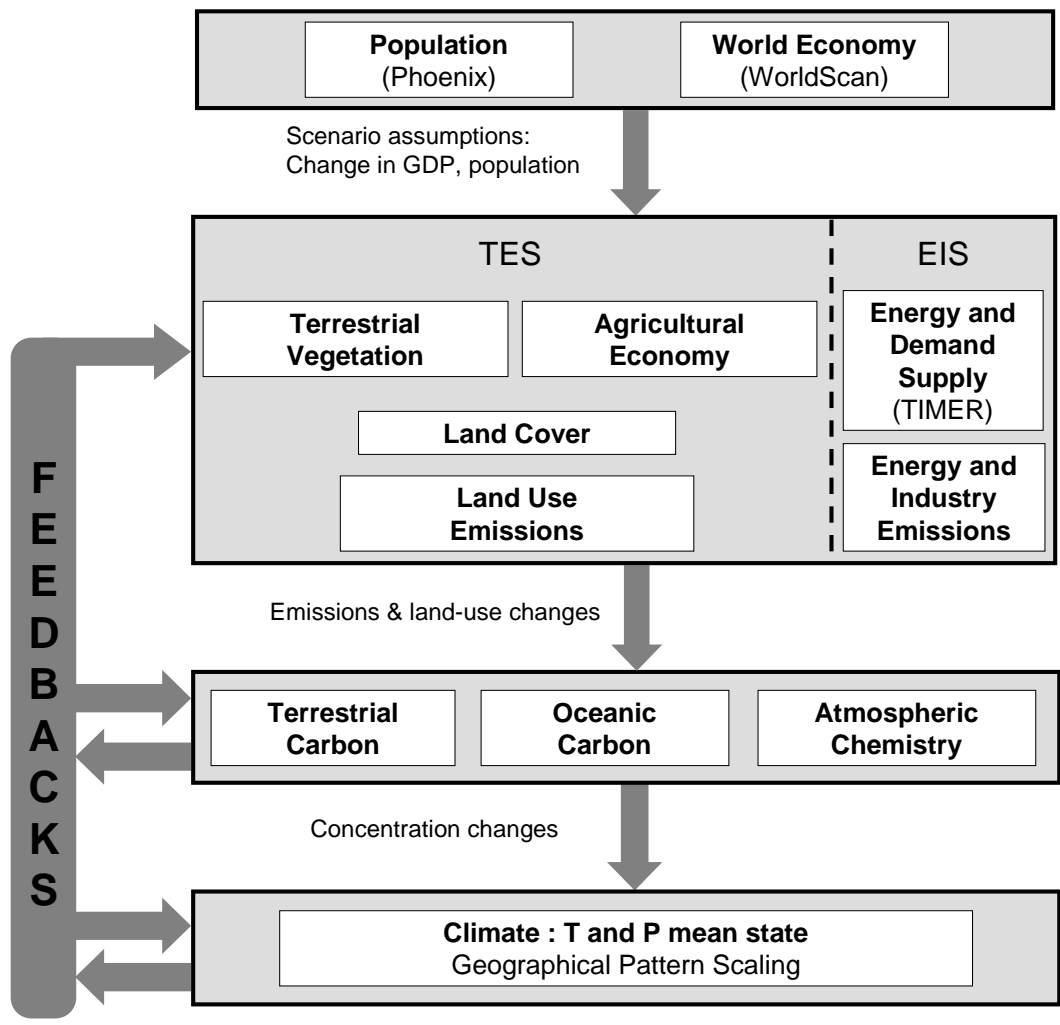 Population
(Phoenix)
World Economy
(WorldScan)
Scenario assumptions:
Change in GDP, population
TES
EIS
Terrestrial
Vegetation
Agricultural
Economy
Energy and
Demand
Supply
(TIMER)
Land Cover
Land Use
Emissions
Energy and
Industry
Emissions
Emissions & land-use changes
Terrestrial
Carbon
Oceanic
Carbon
Atmospheric
Chemistry
Concentration changes
Climate : T and P mean state
Geographical Pattern Scaling
FEEDBACKS